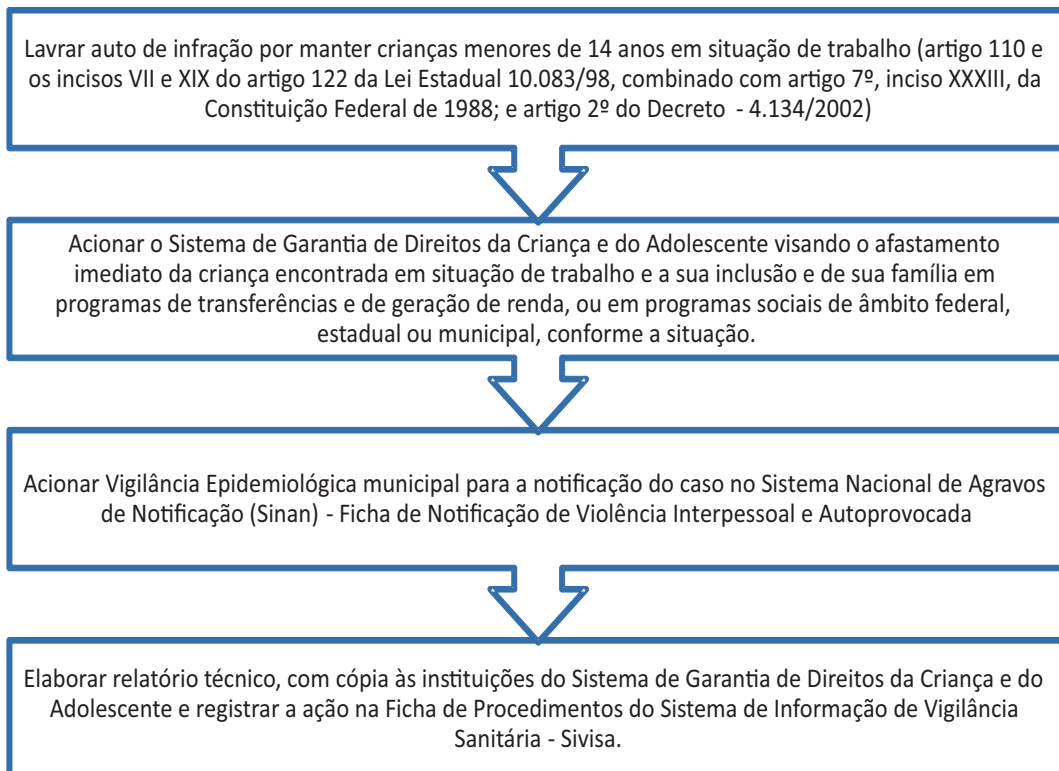 Lavrar auto de infração por manter crianças menores de 14 anos em situação de trabalho (artigo 110 e
os incisos VII e XIX do artigo 122 da Lei Estadual 10.083/98, combinado com artigo 7º, inciso XXXIII, da
Constituição Federal de 1988; e artigo 2º do Decreto - 4.134/2002)
Acionar o Sistema de Garantia de Direitos da Criança e do Adolescente visando o afastamento
imediato da criança encontrada em situação de trabalho e a sua inclusão e de sua família em
programas de transferências e de geração de renda, ou em programas sociais de âmbito federal,
estadual ou municipal, conforme a situação.
Acionar Vigilância Epidemiológica municipal para a notificação do caso no Sistema Nacional de Agravos
de Notificação (Sinan) - Ficha de Notificação de Violência Interpessoal e Autoprovocada
Elaborar relatório técnico, com cópia às instituições do Sistema de Garantia de Direitos da Criança e do
Adolescente e registrar a ação na Ficha de Procedimentos do Sistema de Informação de Vigilância
Sanitária - Sivisa.